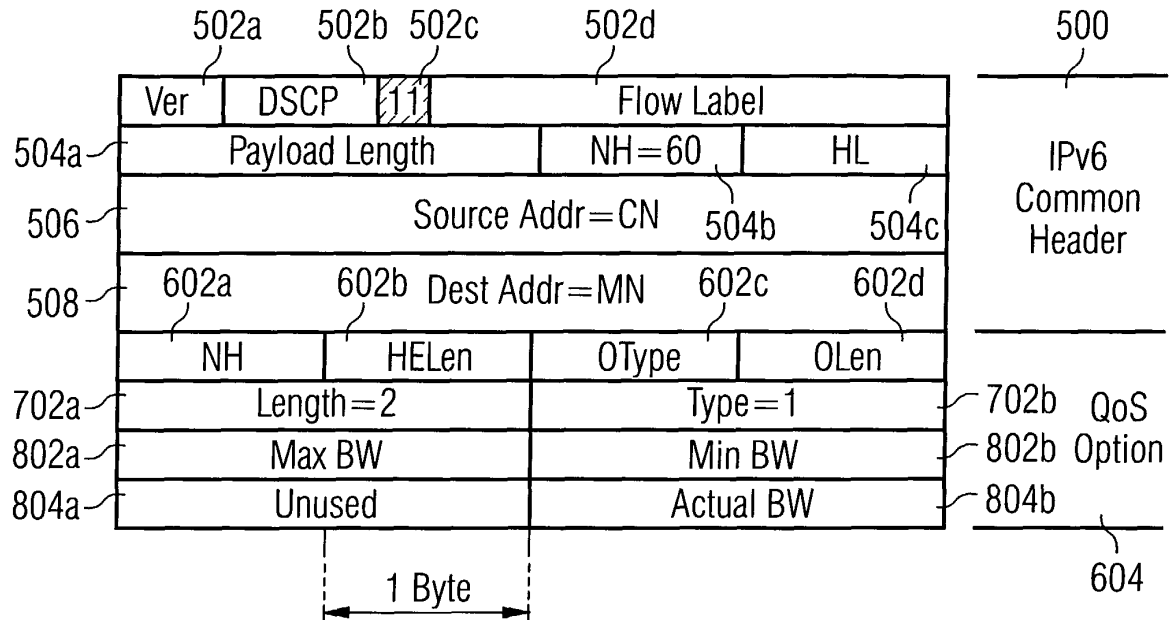 502a 502b 502c 502d 500
Ver DSCP 11 Flow Label
504a Payload Length NH=60 HL
IPv6
Common
Header
506 Source Addr=CN 504b 504c
508 602a 602b Dest Addr=MN 602c 602d
NH HELen OType OLen
702a Length=2 Type=1 702b
QoS
Option
802a Max BW Min BW 802b
804a Unused Actual BW 804b
1 Byte
604